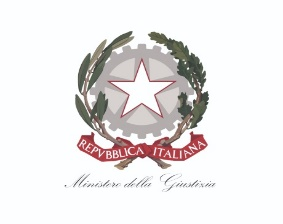 REPVBBLICA ITALIANA
Ministero della Giustizia